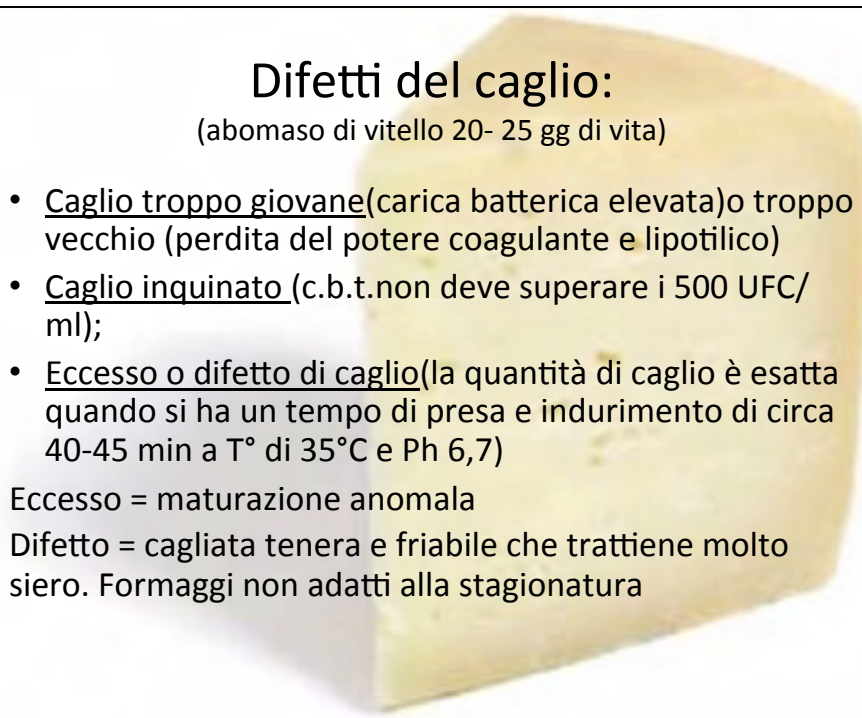 Difetti del caglio:
(abomaso di vitello 20- 25 gg di vita)
• Caglio troppo giovane(carica batterica elevata)o troppo
vecchio (perdita del potere coagulante e lipotilico)
• Caglio inquinato (c.b.t.non deve superare i 500 UFC/
ml);
• Eccesso o difetto di caglio(la quantità di caglio è esatta
quando si ha un tempo di presa e indurimento di circa
40-45 min a T° di 35°C e Ph 6,7)
Eccesso = maturazione anomala
Difetto = cagliata tenera e friabile che trattiene molto
siero. Formaggi non adatti alla stagionatura